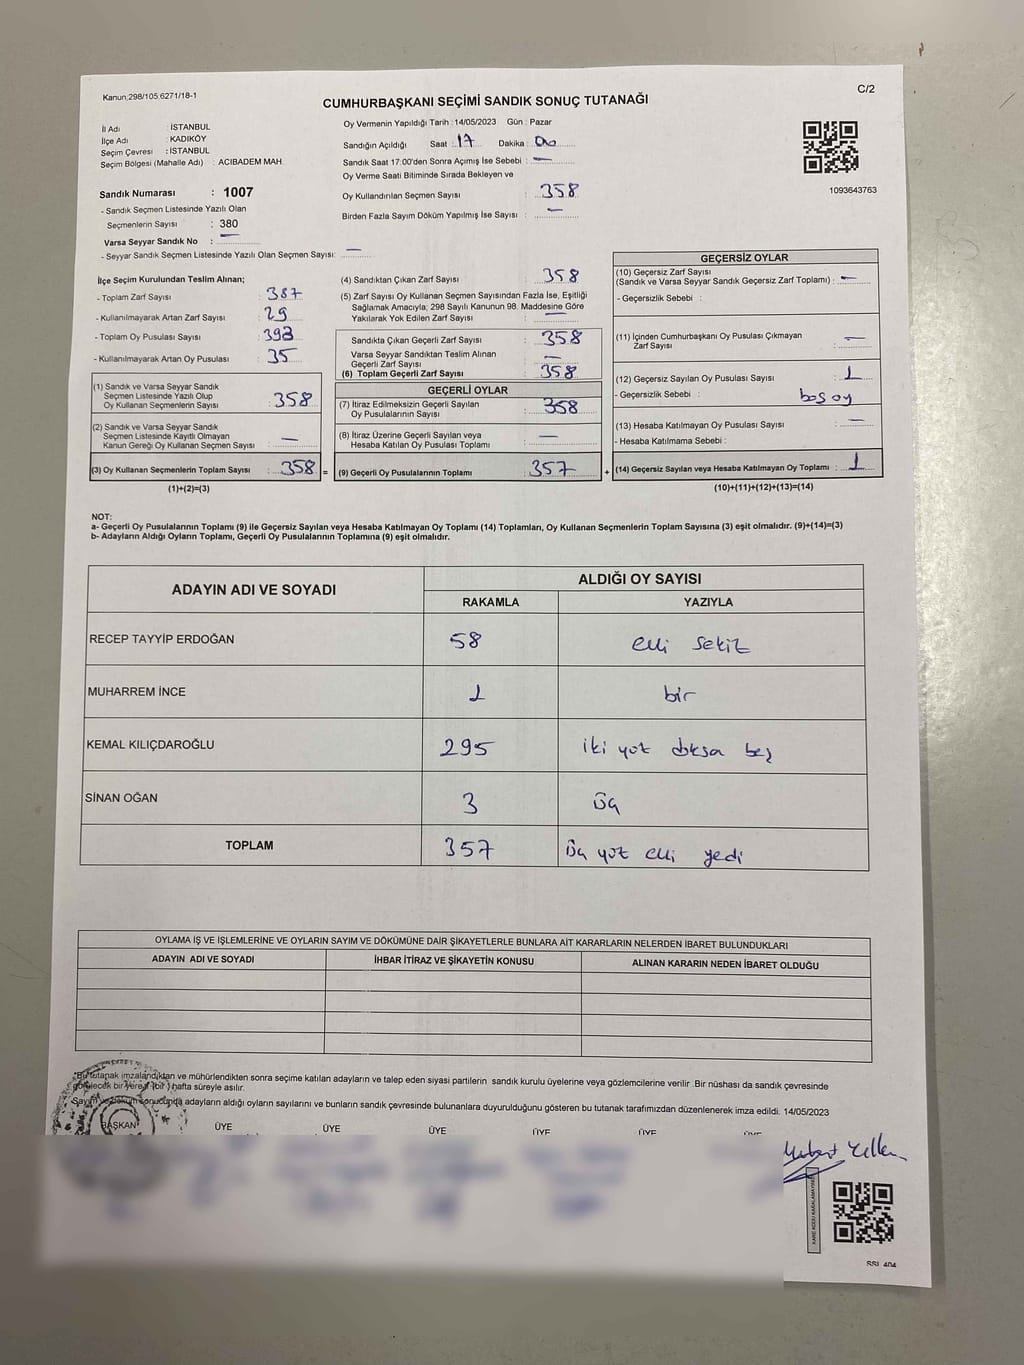 Kanun;298/105;6271/18-1
C/2
CUMHURBAŞKANI SEÇİMİ SANDIK SONUÇ TUTANAĞI
İl Adı : İSTANBUL
İlçe Adı : KADIKÖY
Seçim Çevresi : İSTANBUL
Seçim Bölgesi (Mahalle Adı) : ACIBADEM MAH.
Sandık Numarası : 1007
- Sandık Seçmen Listesinde Yazılı Olan
Seçmenlerin Sayısı : 380
Varsa Seyyar Sandık No : —
- Seyyar Sandık Seçmen Listesinde Yazılı Olan Seçmen Sayısı: —
Oy Vermenin Yapıldığı Tarih : 14/05/2023 Gün : Pazar
Sandığın Açıldığı Saat : 17 Dakika : 00
Sandık Saat 17:00'den Sonra Açımış İse Sebebi : —
Oy Verme Saati Bitiminde Sırada Bekleyen ve
Oy Kullandırılan Seçmen Sayısı : 358
Birden Fazla Sayım Döküm Yapılmış İse Sayısı : —
1093643763
İlçe Seçim Kurulundan Teslim Alınan;
- Toplam Zarf Sayısı : 387
- Kullanılmayarak Artan Zarf Sayısı : 29
- Toplam Oy Pusulası Sayısı : 393
- Kullanılmayarak Artan Oy Pusulası : 35
(1) Sandık ve Varsa Seyyar Sandık
Seçmen Listesinde Yazılı Olup
Oy Kullanan Seçmenlerin Sayısı : 358
(2) Sandık ve Varsa Seyyar Sandık
Seçmen Listesinde Kayıtlı Olmayan
Kanun Gereği Oy Kullanan Seçmen Sayısı : —
(3) Oy Kullanan Seçmenlerin Toplam Sayısı : 358 =
(1)+(2)=(3)
(4) Sandıktan Çıkan Zarf Sayısı : 358
(5) Zarf Sayısı Oy Kullanan Seçmen Sayısından Fazla İse, Eşitliği
Sağlamak Amacıyla; 298 Sayılı Kanunun 98. Maddesine Göre
Yakılarak Yok Edilen Zarf Sayısı : —
Sandıkta Çıkan Geçerli Zarf Sayısı : 358
Varsa Seyyar Sandıktan Teslim Alınan
Geçerli Zarf Sayısı : —
(6) Toplam Geçerli Zarf Sayısı : 358
GEÇERLİ OYLAR
(7) İtiraz Edilmeksizin Geçerli Sayılan
Oy Pusulalarının Sayısı : 358
(8) İtiraz Üzerine Geçerli Sayılan veya
Hesaba Katılan Oy Pusulası Toplamı : —
(9) Geçerli Oy Pusulalarının Toplamı : 357 +
GEÇERSİZ OYLAR
(10) Geçersiz Zarf Sayısı
(Sandık ve Varsa Seyyar Sandık Geçersiz Zarf Toplamı) : —
- Geçersizlik Sebebi :
(11) İçinden Cumhurbaşkanı Oy Pusulası Çıkmayan
Zarf Sayısı : —
(12) Geçersiz Sayılan Oy Pusulası Sayısı : 1
- Geçersizlik Sebebi : boş oy
(13) Hesaba Katılmayan Oy Pusulası Sayısı : —
- Hesaba Katılmama Sebebi :
(14) Geçersiz Sayılan veya Hesaba Katılmayan Oy Toplamı : 1
(10)+(11)+(12)+(13)=(14)
NOT:
a- Geçerli Oy Pusulalarının Toplamı (9) ile Geçersiz Sayılan veya Hesaba Katılmayan Oy Toplamı (14) Toplamları, Oy Kullanan Seçmenlerin Toplam Sayısına (3) eşit olmalıdır. (9)+(14)=(3)
b- Adayların Aldığı Oyların Toplamı, Geçerli Oy Pusulalarının Toplamına (9) eşit olmalıdır.
ADAYIN ADI VE SOYADI
ALDIĞI OY SAYISI
RAKAMLA YAZIYLA
RECEP TAYYİP ERDOĞAN 58 elli sekiz
MUHARREM İNCE 1 bir
KEMAL KILIÇDAROĞLU 295 iki yüz doksan beş
SİNAN OĞAN 3 üç
TOPLAM 357 üç yüz elli yedi
OYLAMA İŞ VE İŞLEMLERİNE VE OYLARIN SAYIM VE DÖKÜMÜNE DAİR ŞİKAYETLERLE BUNLARA AİT KARARLARIN NELERDEN İBARET BULUNDUKLARI
ADAYIN ADI VE SOYADI İHBAR İTİRAZ VE ŞİKAYETİN KONUSU ALINAN KARARIN NEDEN İBARET OLDUĞU
"Bu tutanak imzalandıktan ve mühürlendikten sonra seçime katılan adayların ve talep eden siyasi partilerin sandık kurulu üyelerine veya gözlemcilerine verilir. Bir nüshası da sandık çevresinde
görülecek bir yere (bir) hafta süreyle asılır.
Sayım ve döküm sonucunda adayların aldığı oyların sayılarını ve bunların sandık çevresinde bulunanlara duyurulduğunu gösteren bu tutanak tarafımızdan düzenlenerek imza edildi. 14/05/2023
BAŞKAN ÜYE ÜYE ÜYE ÜYE ÜYE ÜYE
SSI 404